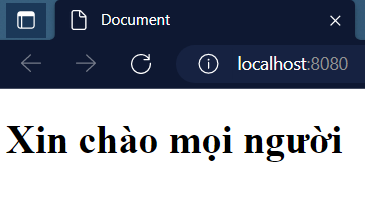 Document
localhost:8080
Xin chào mọi người